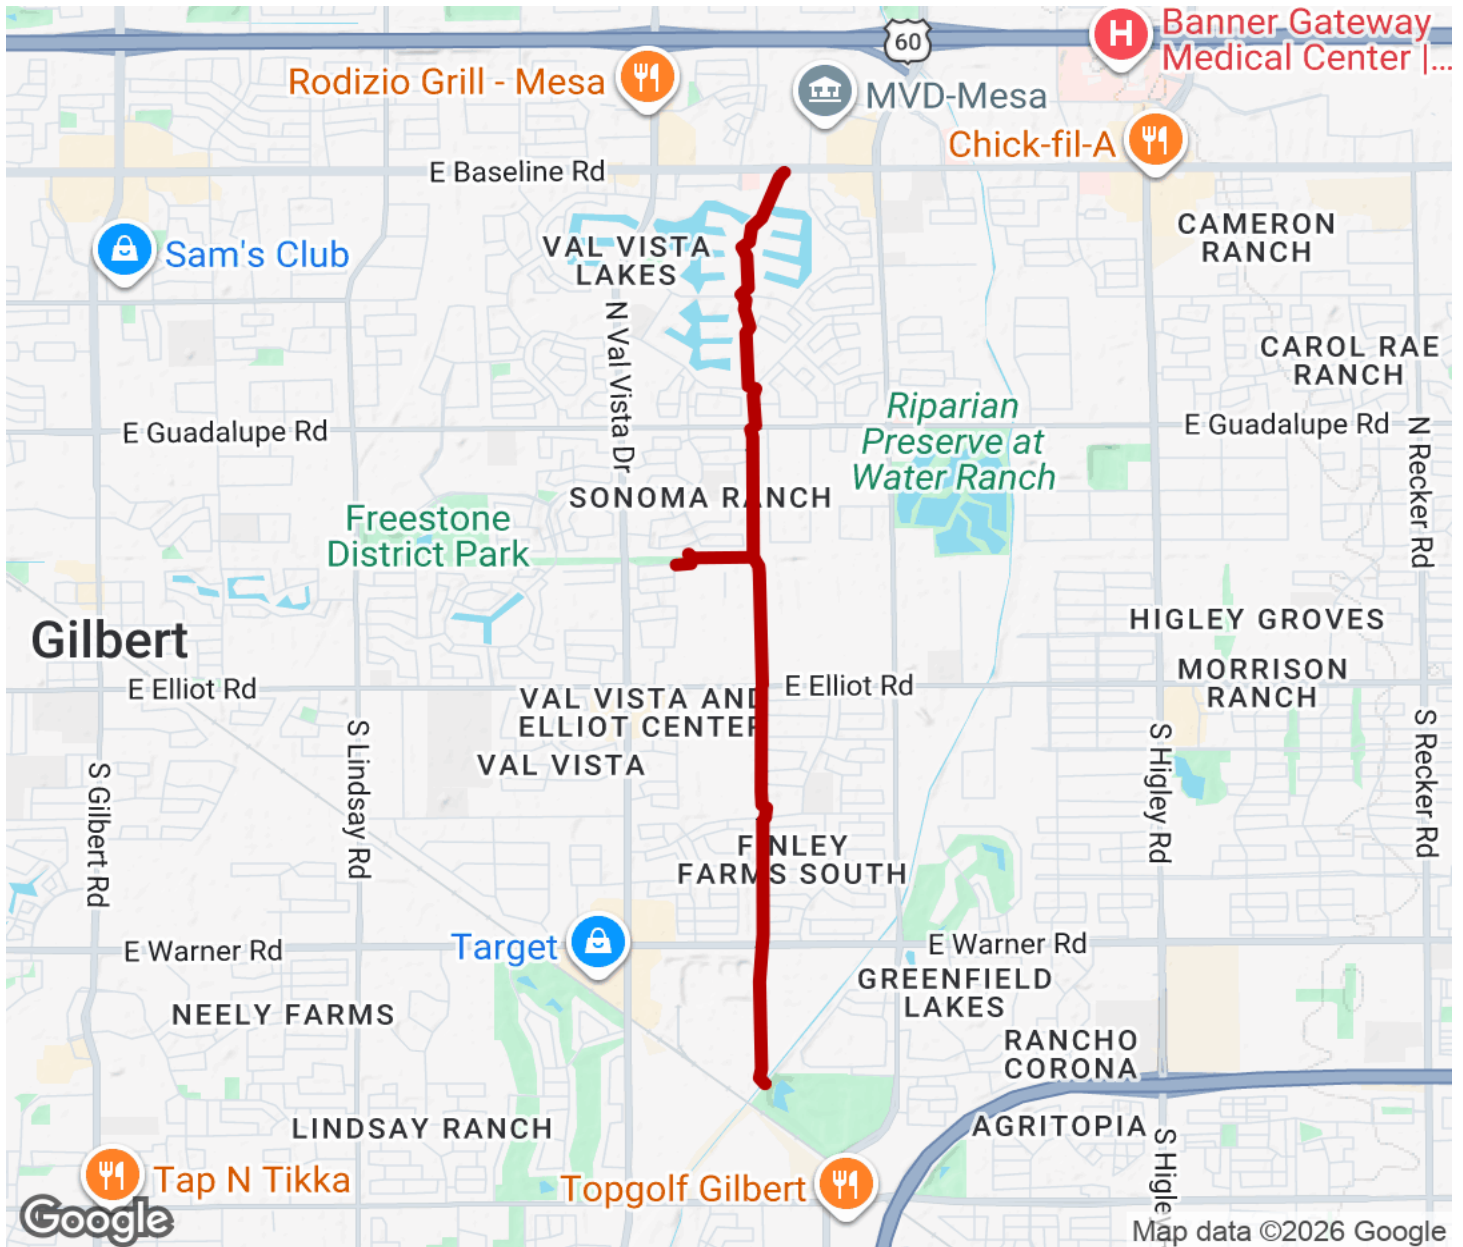 Banner Gateway
Medical Center |...
60
Rodizio Grill - Mesa
MVD-Mesa
Chick-fil-A
E Baseline Rd
CAMERON
RANCH
VAL VISTA
LAKES
Sam's Club
N Val Vista Dr
CAROL RAE
RANCH
Riparian
Preserve at
Water Ranch
E Guadalupe Rd
E Guadalupe Rd
N Recker Rd
SONOMA RANCH
Freestone
District Park
HIGLEY GROVES
Gilbert
MORRISON
RANCH
E Elliot Rd
E Elliot Rd
VAL VISTA AND
ELLIOT CENTER
VAL VISTA
S Gilbert Rd
S Lindsay Rd
S Higley Rd
S Recker Rd
FINLEY
FARMS SOUTH
Target
E Warner Rd
E Warner Rd
GREENFIELD
LAKES
NEELY FARMS
RANCHO
CORONA
LINDSAY RANCH
AGRITOPIA
S Higley
Tap N Tikka
Topgolf Gilbert
Google
Map data ©2026 Google